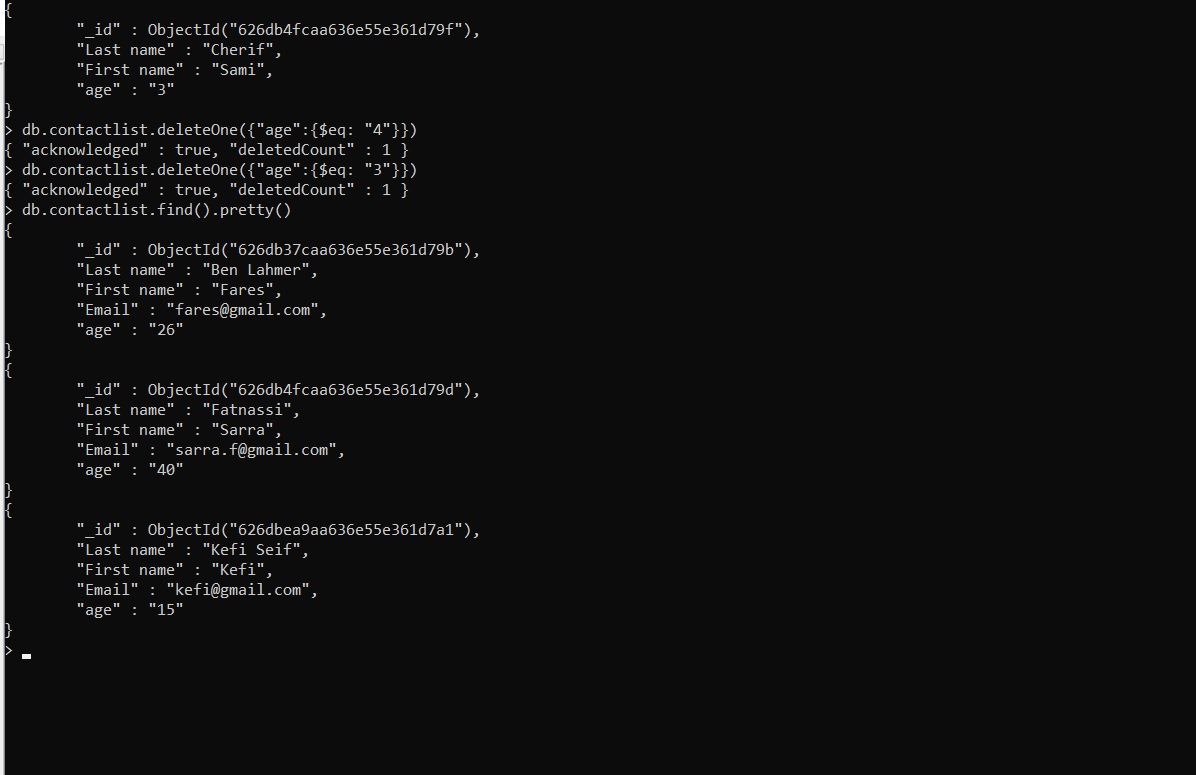 {
"_id" : ObjectId("626db4fcaa636e55e361d79f"),
"Last name" : "Cherif",
"First name" : "Sami",
"age" : "3"
}
> db.contactlist.deleteOne({"age":{$eq: "4"}})
{ "acknowledged" : true, "deletedCount" : 1 }
> db.contactlist.deleteOne({"age":{$eq: "3"}})
{ "acknowledged" : true, "deletedCount" : 1 }
> db.contactlist.find().pretty()
{
"_id" : ObjectId("626db37caa636e55e361d79b"),
"Last name" : "Ben Lahmer",
"First name" : "Fares",
"Email" : "fares@gmail.com",
"age" : "26"
}
{
"_id" : ObjectId("626db4fcaa636e55e361d79d"),
"Last name" : "Fatnassi",
"First name" : "Sarra",
"Email" : "sarra.f@gmail.com",
"age" : "40"
}
{
"_id" : ObjectId("626dbea9aa636e55e361d7a1"),
"Last name" : "Kefi Seif",
"First name" : "Kefi",
"Email" : "kefi@gmail.com",
"age" : "15"
}
>